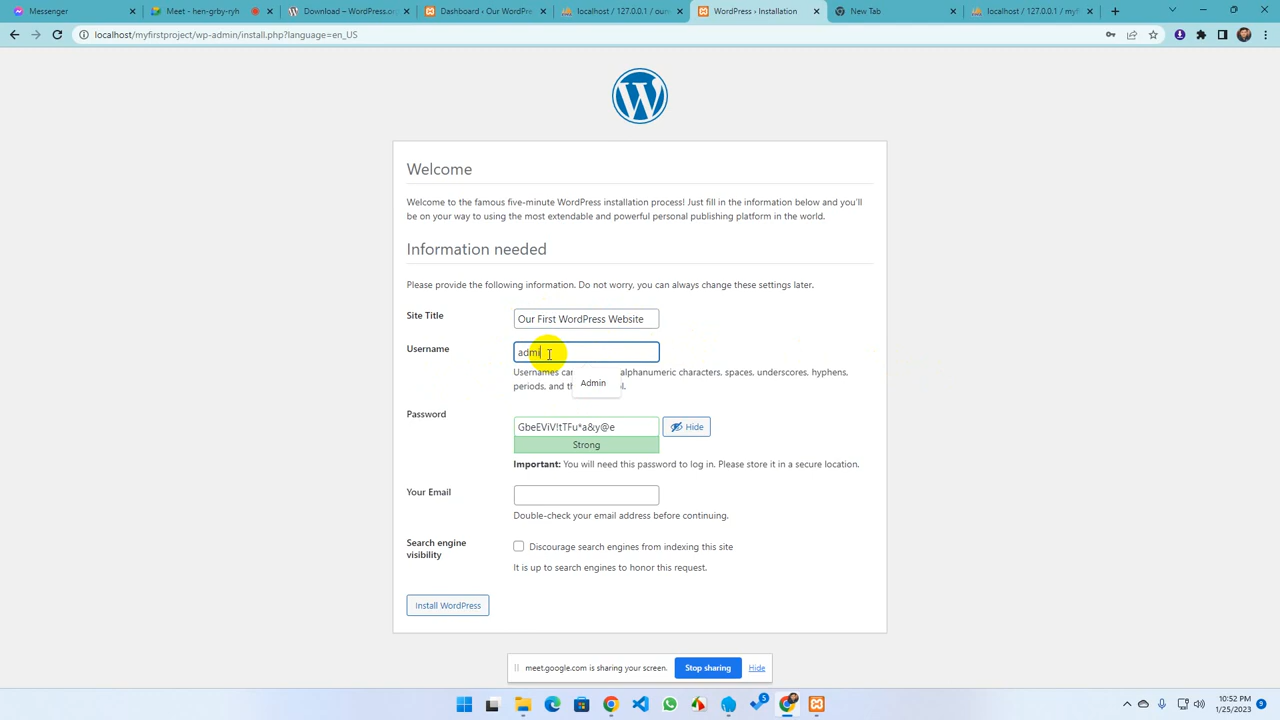 Messenger
Meet - hen-grby-ryh
Download – WordPress.or
Dashboard ‹ Our WordPre
localhost / 127.0.0.1 / our
WordPress › Installation
New Tab
localhost / 127.0.0.1 / myf
localhost/myfirstproject/wp-admin/install.php?language=en_US
Welcome
Welcome to the famous five-minute WordPress installation process! Just fill in the information below and you'll
be on your way to using the most extendable and powerful personal publishing platform in the world.
Information needed
Please provide the following information. Do not worry, you can always change these settings later.
Site Title
Our First WordPress Website
Username
admi
Usernames can alphanumeric characters, spaces, underscores, hyphens,
periods, and th l.
Admin
Password
GbeEViV!tTFu*a&y@e
Hide
Strong
Important: You will need this password to log in. Please store it in a secure location.
Your Email
Double-check your email address before continuing.
Search engine
visibility
Discourage search engines from indexing this site
It is up to search engines to honor this request.
Install WordPress
meet.google.com is sharing your screen.
Stop sharing
Hide
5
10:52 PM
1/25/2023